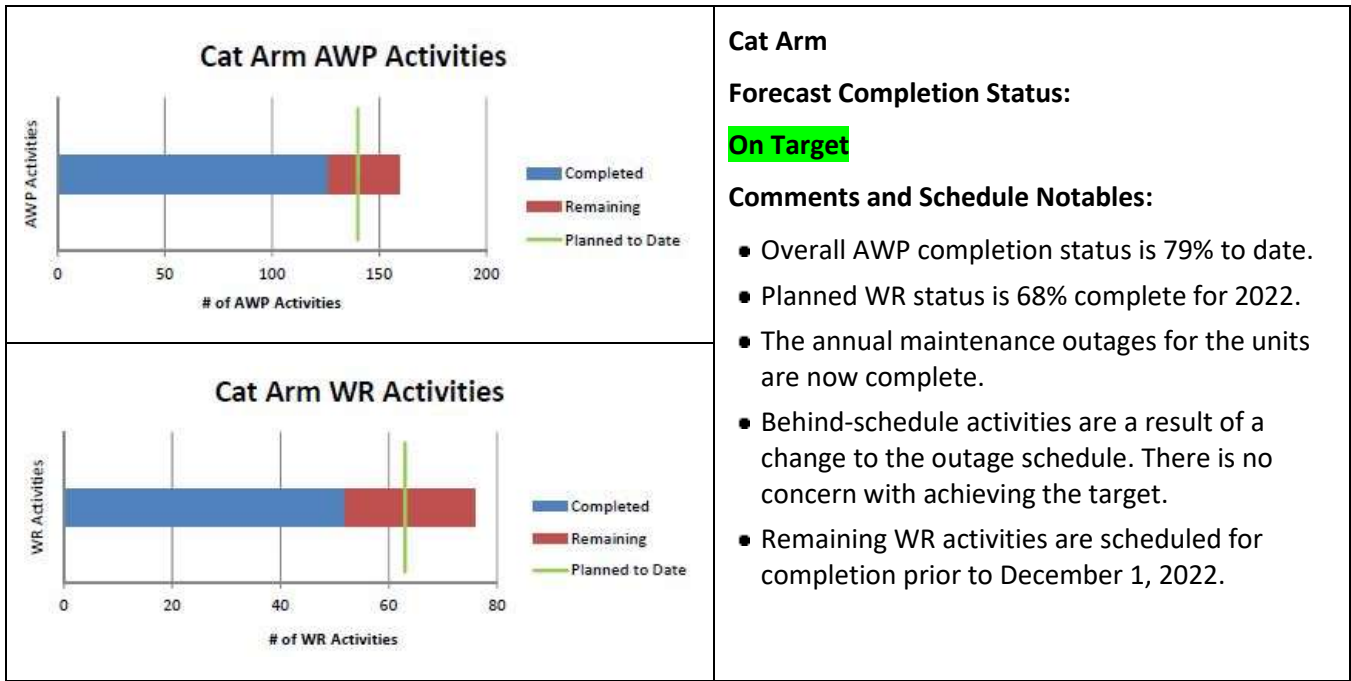 Cat Arm AWP Activities
AWP Activities
Completed
Remaining
Planned to Date
0 50 100 150 200
# of AWP Activities
Cat Arm WR Activities
WR Activities
Completed
Remaining
Planned to Date
0 20 40 60 80
# of WR Activities
Cat Arm
Forecast Completion Status:
On Target
Comments and Schedule Notables:
• Overall AWP completion status is 79% to date.
• Planned WR status is 68% complete for 2022.
• The annual maintenance outages for the units
are now complete.
• Behind-schedule activities are a result of a
change to the outage schedule. There is no
concern with achieving the target.
• Remaining WR activities are scheduled for
completion prior to December 1, 2022.